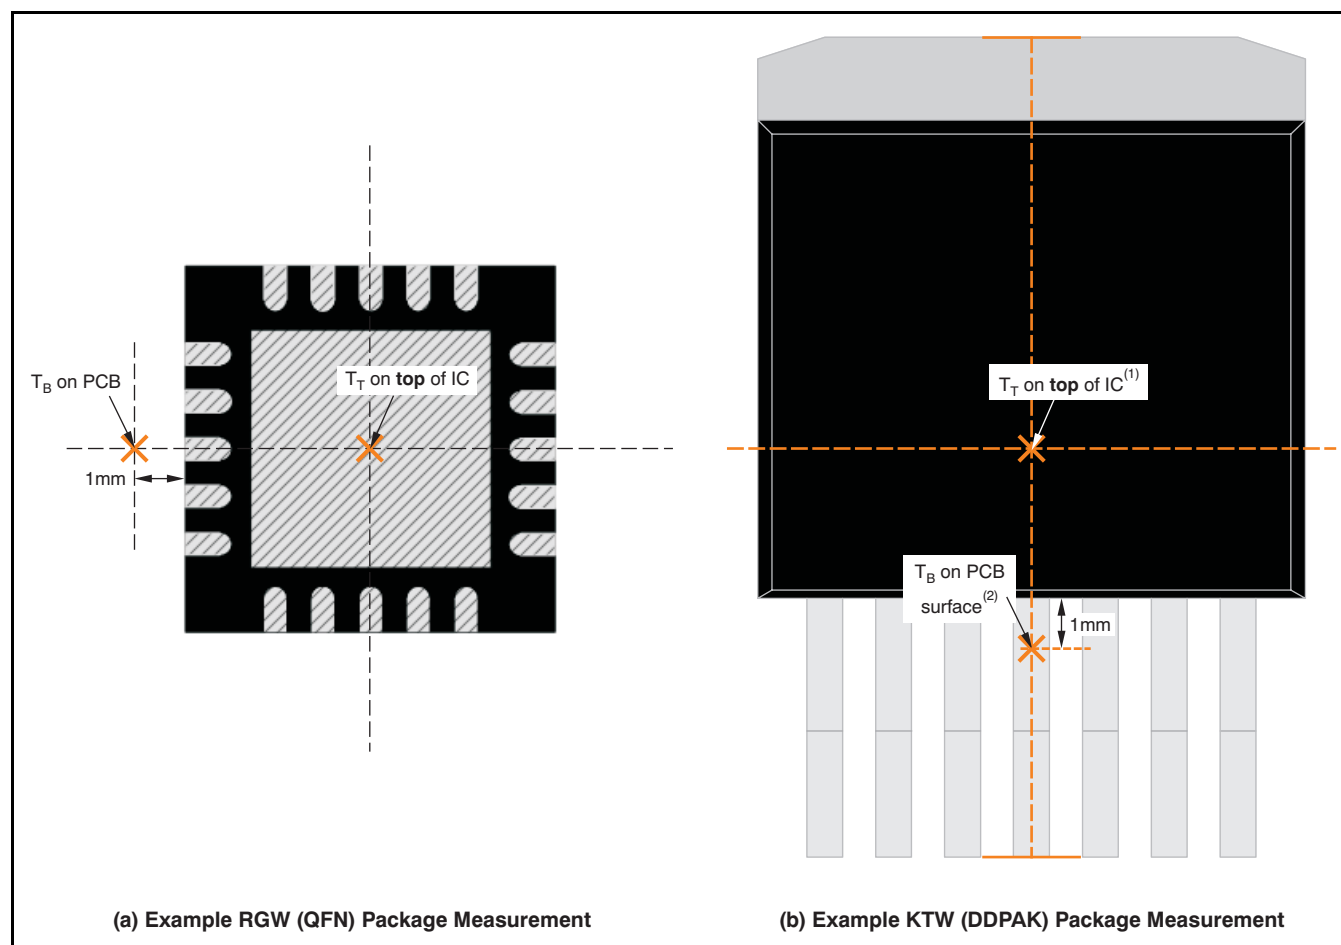 T_B on PCB
T_T on top of IC
1mm
T_T on top of IC(1)
T_B on PCB
surface(2)
1mm
(a) Example RGW (QFN) Package Measurement
(b) Example KTW (DDPAK) Package Measurement